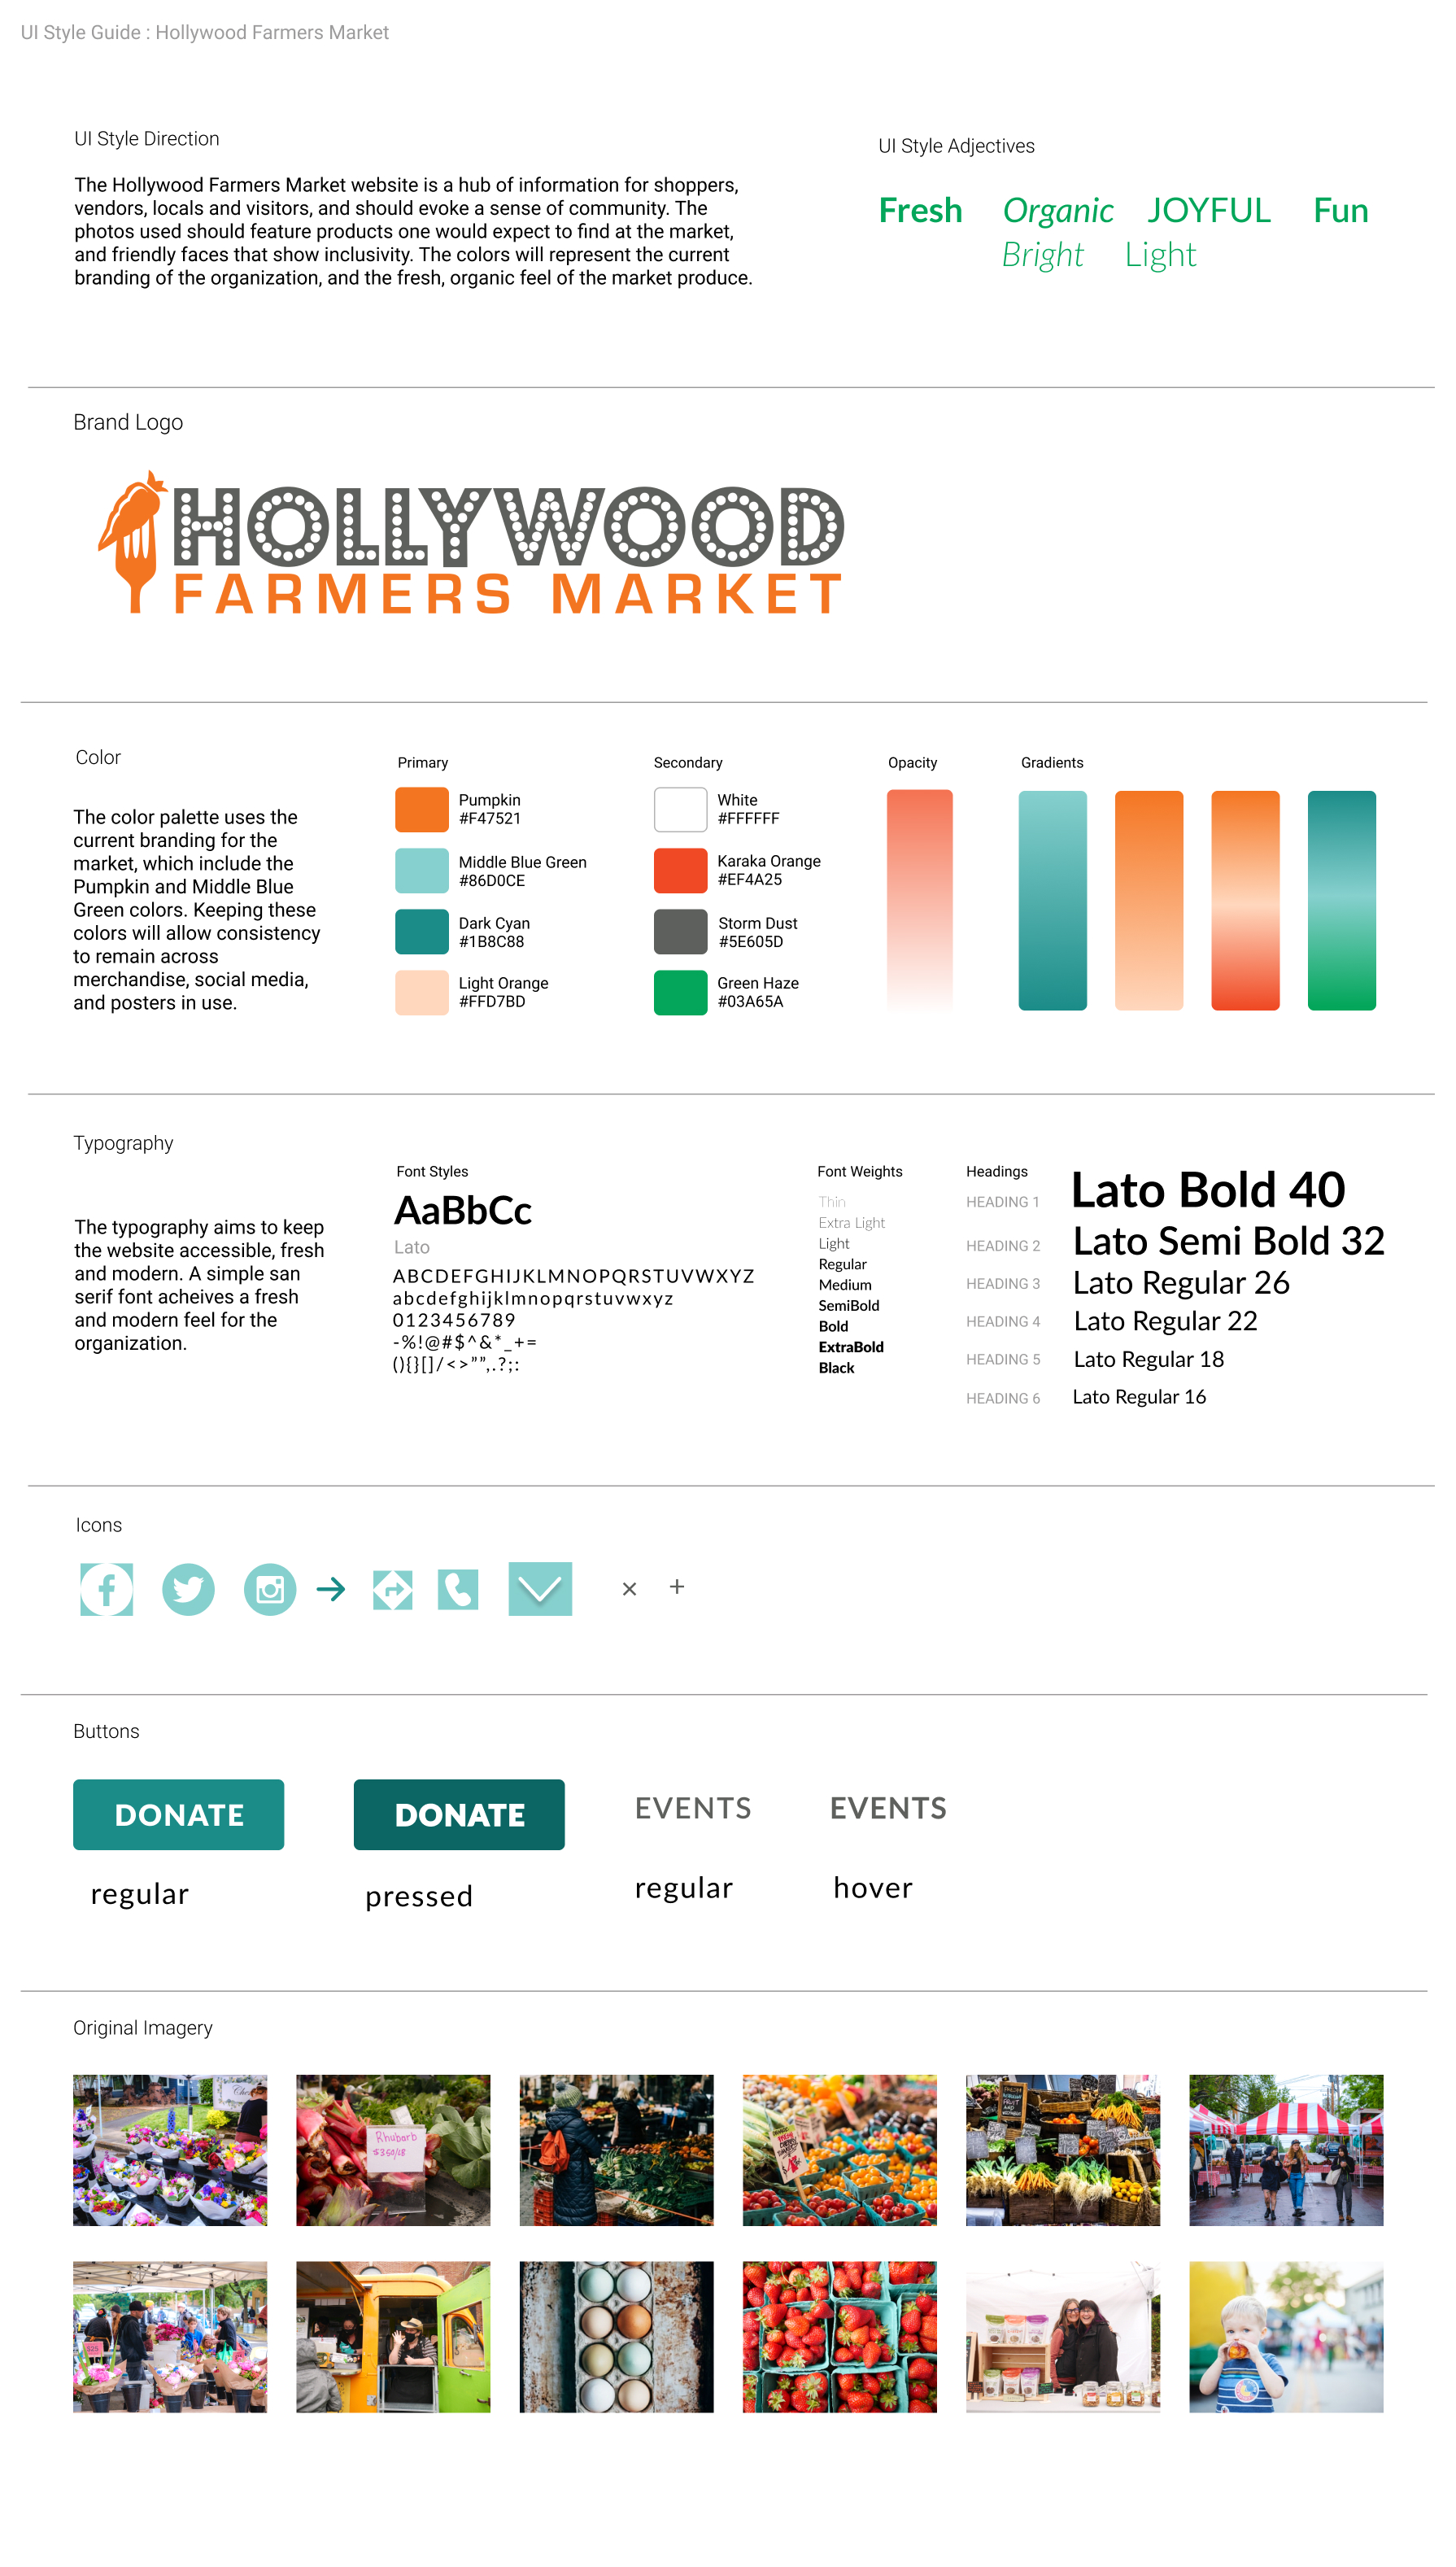 UI Style Guide : Hollywood Farmers Market
UI Style Direction
The Hollywood Farmers Market website is a hub of information for shoppers,
vendors, locals and visitors, and should evoke a sense of community. The
photos used should feature products one would expect to find at the market,
and friendly faces that show inclusivity. The colors will represent the current
branding of the organization, and the fresh, organic feel of the market produce.
UI Style Adjectives
Fresh Organic JOYFUL Fun
Bright Light
Brand Logo
HOLLYWOOD
FARMERS MARKET
Color
The color palette uses the
current branding for the
market, which include the
Pumpkin and Middle Blue
Green colors. Keeping these
colors will allow consistency
to remain across
merchandise, social media,
and posters in use.
Primary
Pumpkin
#F47521
Middle Blue Green
#86D0CE
Dark Cyan
#1B8C88
Light Orange
#FFD7BD
Secondary
White
#FFFFFF
Karaka Orange
#EF4A25
Storm Dust
#5E605D
Green Haze
#03A65A
Opacity
Gradients
Typography
The typography aims to keep
the website accessible, fresh
and modern. A simple san
serif font acheives a fresh
and modern feel for the
organization.
Font Styles
AaBbCc
Lato
ABCDEFGHIJKLMNOPQRSTUVWXYZ
abcdefghijklmnopqrstuvwxyz
0123456789
-%!@#$^&*_+=
(){}[]/<>””,.?;:
Font Weights
Thin
Extra Light
Light
Regular
Medium
SemiBold
Bold
ExtraBold
Black
Headings
HEADING 1 Lato Bold 40
HEADING 2 Lato Semi Bold 32
HEADING 3 Lato Regular 26
HEADING 4 Lato Regular 22
HEADING 5 Lato Regular 18
HEADING 6 Lato Regular 16
Icons
Buttons
DONATE
regular
DONATE
pressed
EVENTS
regular
EVENTS
hover
Original Imagery
Rhubarb